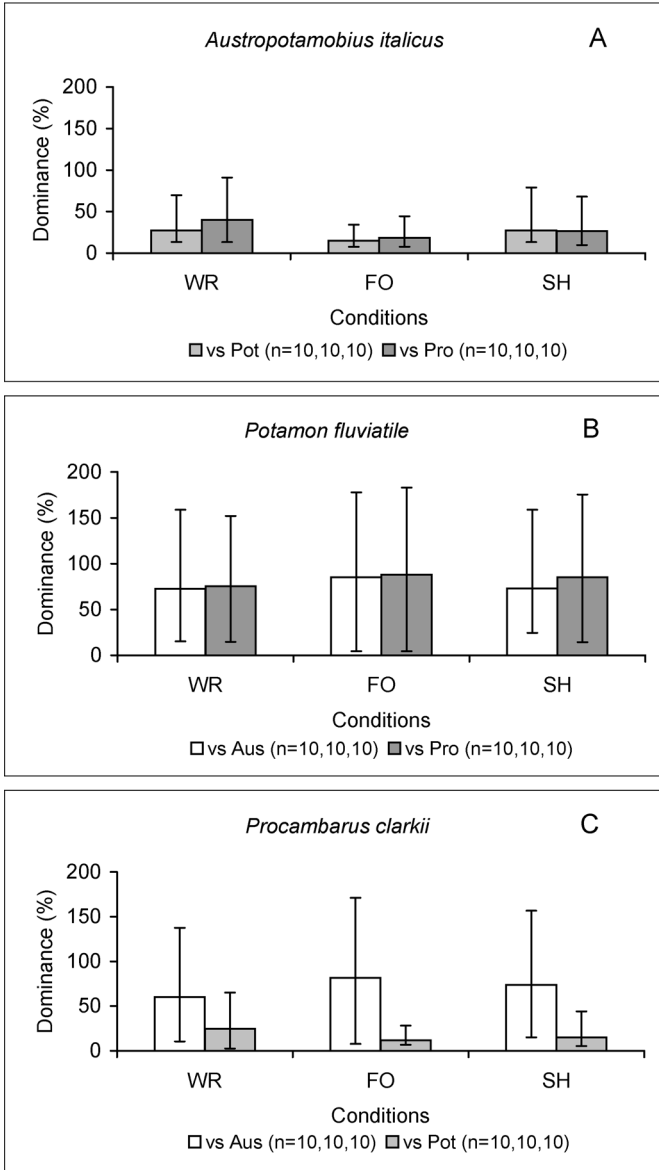 Austropotamobius italicus A
200
150
100
50
0
Dominance (%)
WR FO SH
Conditions
vs Pot (n=10,10,10) vs Pro (n=10,10,10)
Potamon fluviatile B
200
150
100
50
0
Dominance (%)
WR FO SH
Conditions
vs Aus (n=10,10,10) vs Pro (n=10,10,10)
Procambarus clarkii C
200
150
100
50
0
Dominance (%)
WR FO SH
Conditions
vs Aus (n=10,10,10) vs Pot (n=10,10,10)